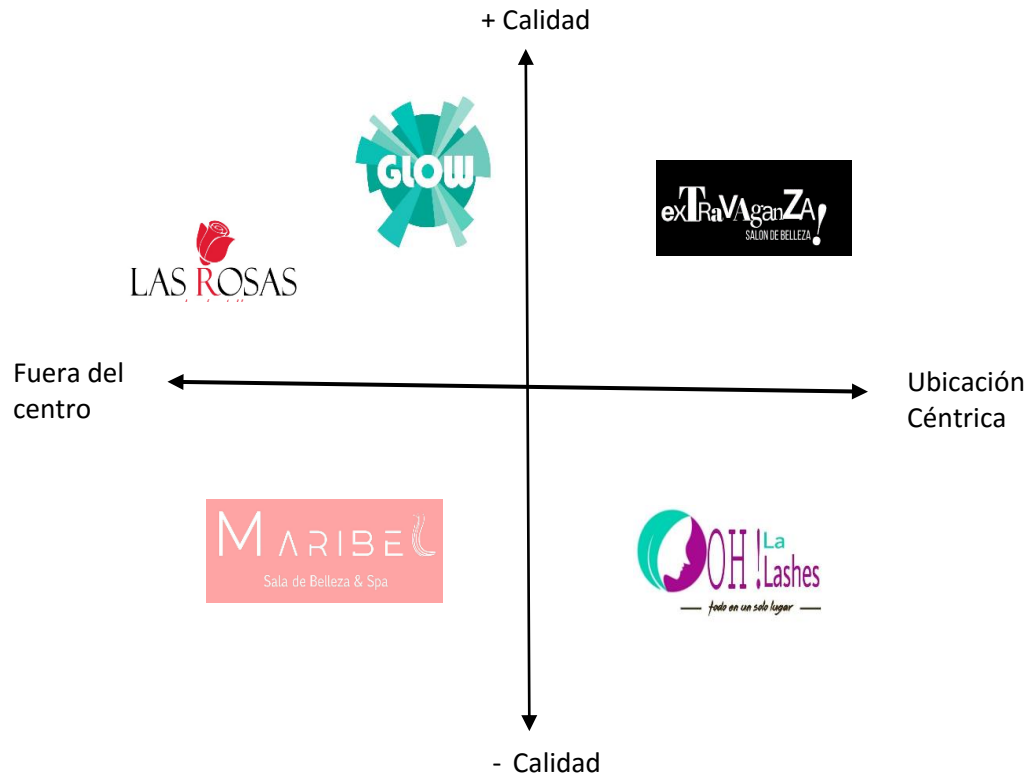 + Calidad
GLOW
exTRaVAganZA!
SALON DE BELLEZA
LAS ROSAS
Fuera del
centro
Ubicación
Céntrica
MARIBEL
Sala de Belleza & Spa
OH ! La
Lashes
todo en un solo lugar
- Calidad